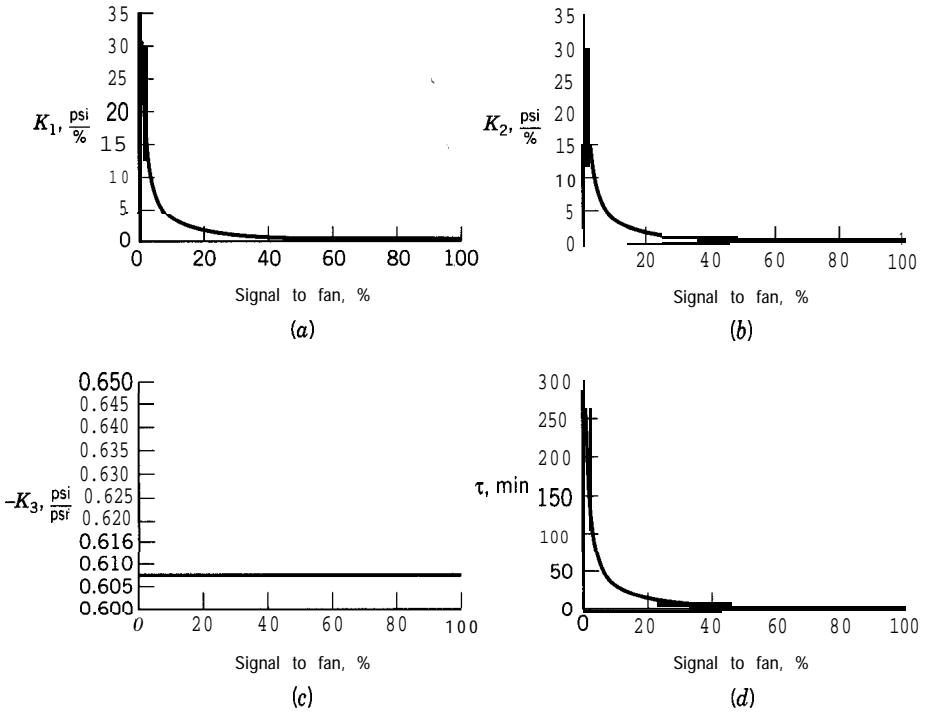 35
30
25
20
15
10
5
0
K1, psi/%
0 20 40 60 80 100
Signal to fan, %
(a)
35
30
25
20
15
10
5
0
K2, psi/%
20 40 60 80 100
Signal to fan, %
(b)
0.650
0.645
0.640
0.635
0.630
0.625
0.620
0.616
0.610
0.605
0.600
–K3, psi/psi
0 20 40 60 80 100
Signal to fan, %
(c)
300
250
200
150
100
50
0
τ, min
0 20 40 60 80 100
Signal to fan, %
(d)